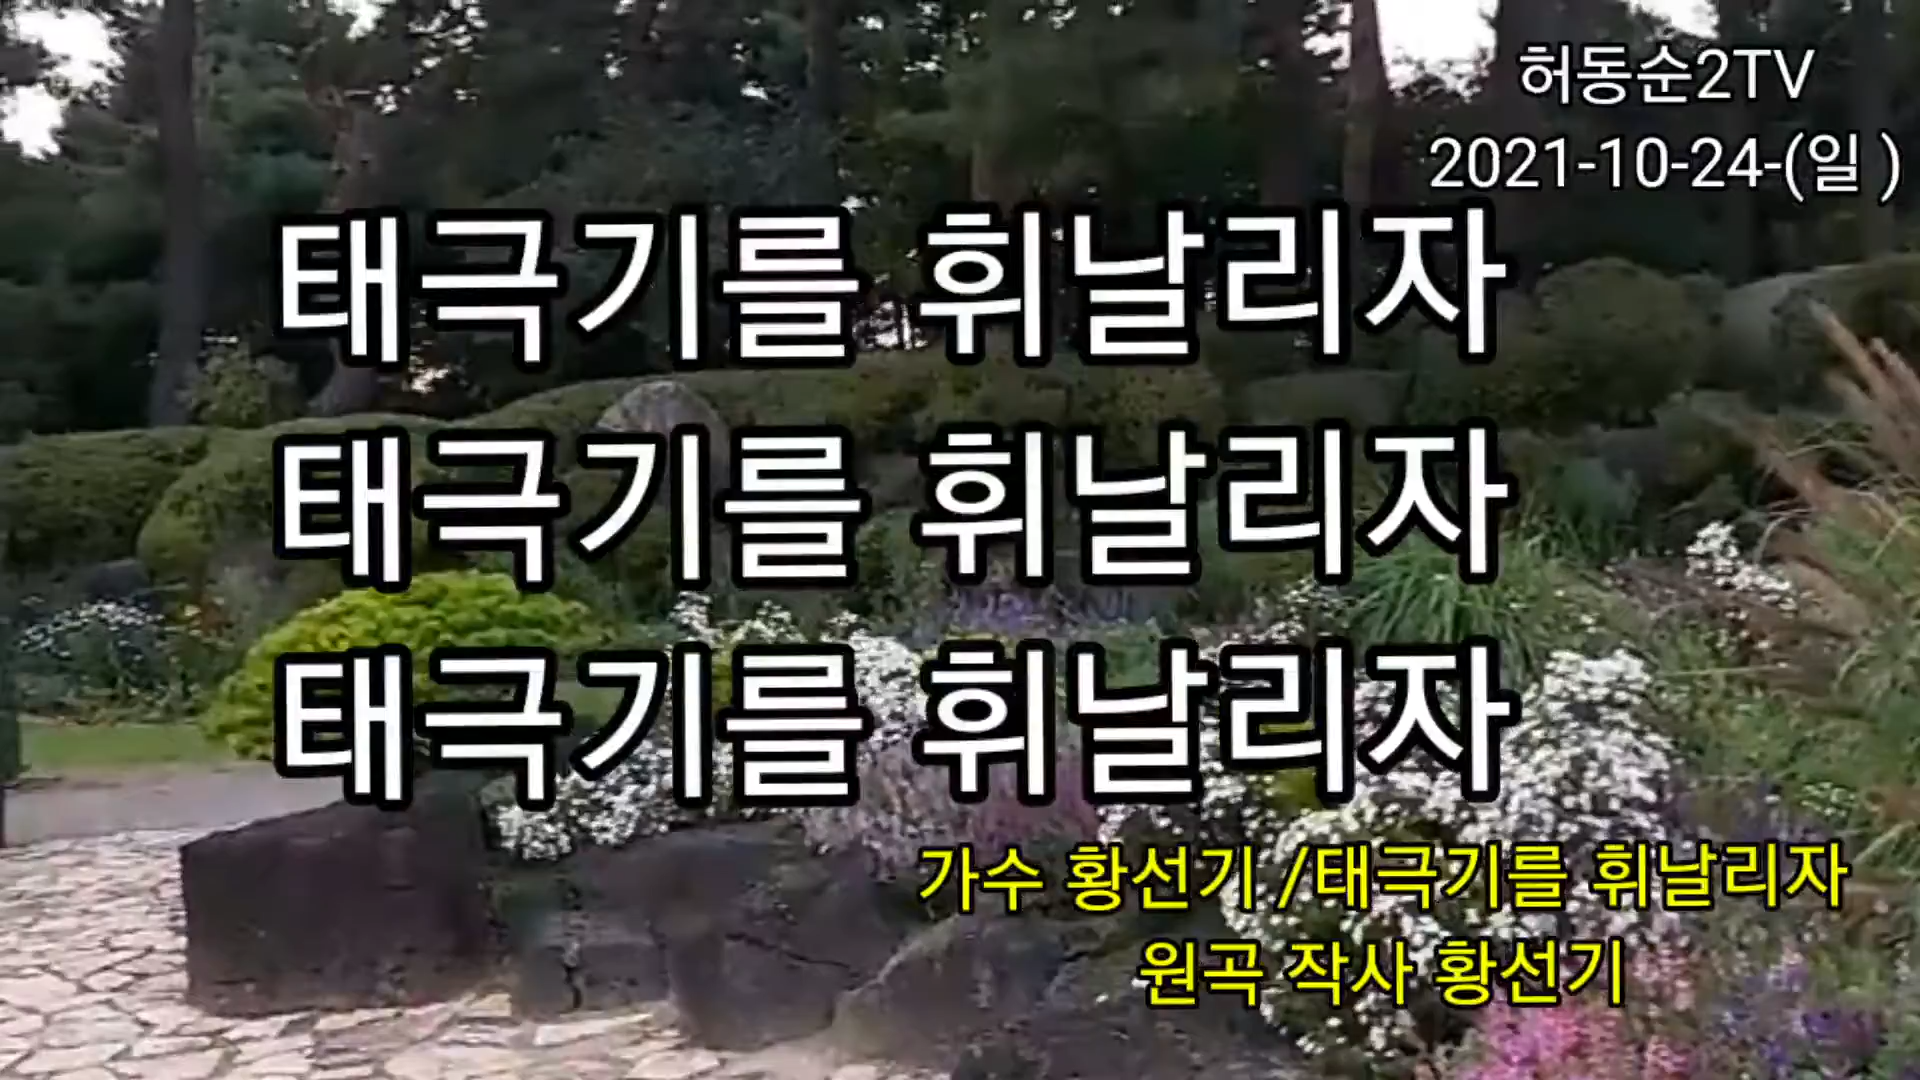 허동순2TV
2021-10-24-(일 )
태극기를 휘날리자
태극기를 휘날리자
태극기를 휘날리자
가수 황선기 /태극기를 휘날리자
원곡 작사 황선기